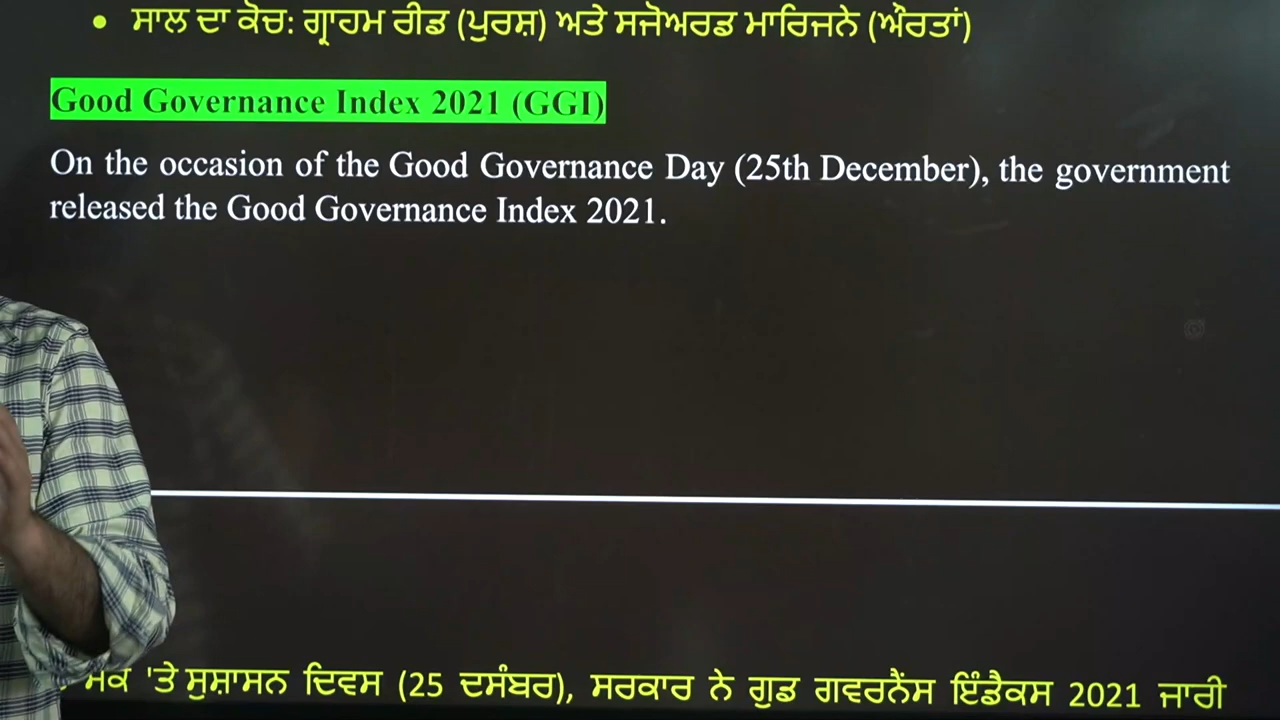 • ਸਾਲ ਦਾ ਕੋਚ: ਗ੍ਰਾਹਮ ਰੀਡ (ਪੁਰਸ਼) ਅਤੇ ਸਜੋਅਰਡ ਮਾਰਿਜਨੇ (ਔਰਤਾਂ)
Good Governance Index 2021 (GGI)
On the occasion of the Good Governance Day (25th December), the government
released the Good Governance Index 2021.
'ਤੇ ਸੁਸ਼ਾਸਨ ਦਿਵਸ (25 ਦਸੰਬਰ), ਸਰਕਾਰ ਨੇ ਗੁਡ ਗਵਰਨੈਂਸ ਇੰਡੈਕਸ 2021 ਜਾਰੀ